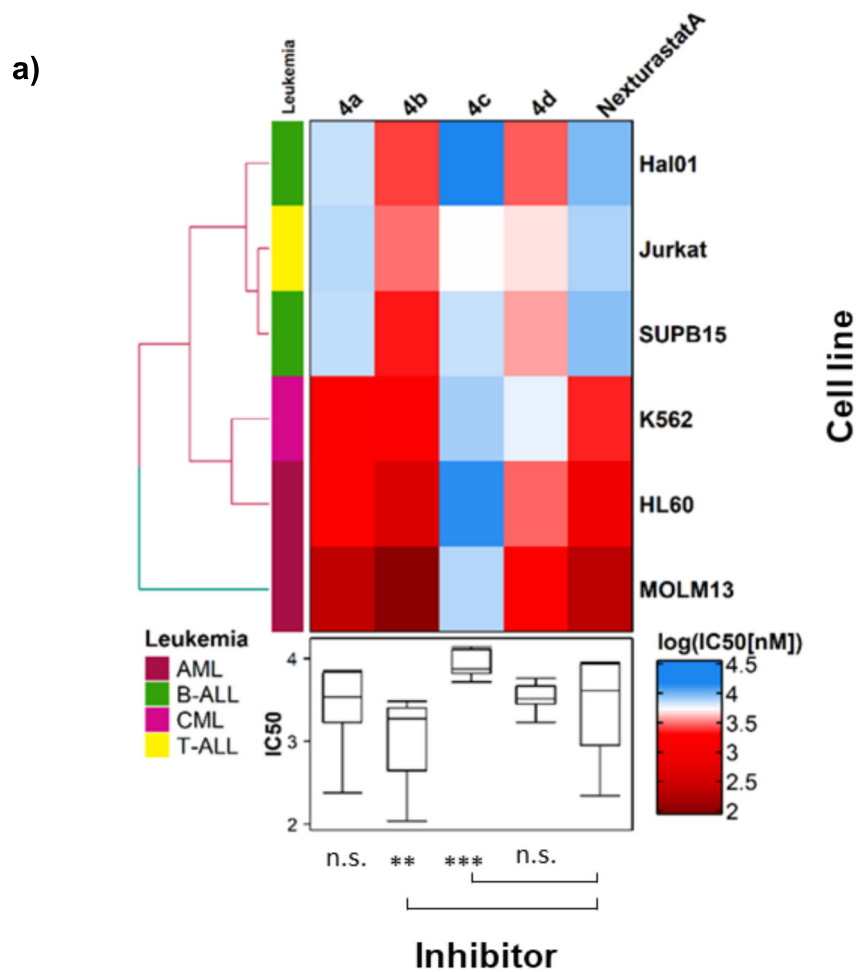 a)
Leukemia
4a 4b 4c 4d NexturastatA
Hal01
Jurkat
SUPB15
K562
HL60
MOLM13
Cell line
Leukemia
AML
B-ALL
CML
T-ALL
IC50
4
3
2
log(IC50[nM])
4.5
4
3.5
3
2.5
2
n.s. ** *** n.s.
Inhibitor